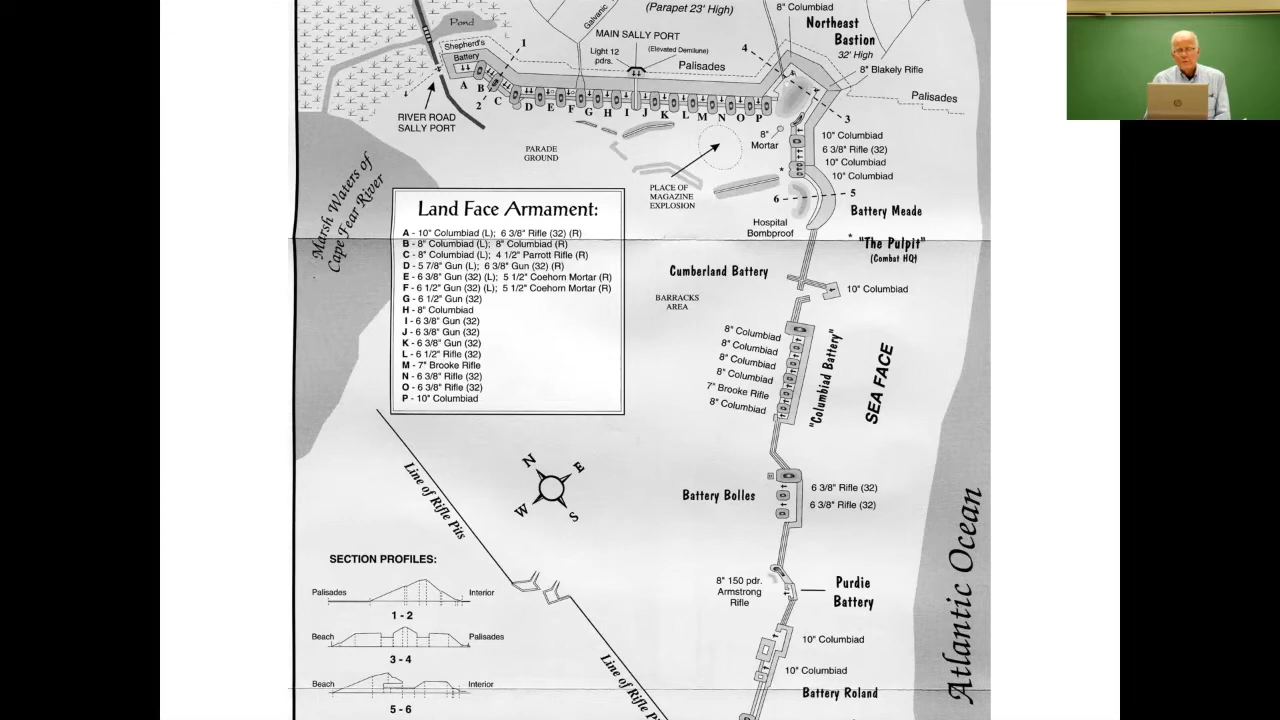 (Parapet 23' High)
8" Columbiad
Northeast
Bastion
32' High)
Pond
Galvanic
MAIN SALLY PORT
Light 12
pdrs.
(Elevated Demilune)
Palisades
Shepherd's
Battery
1
4
8" Blakely Rifle
Palisades
A
B
C
2
D
E
F
G
H
I
J
K
L
M
N
O
P
3
RIVER ROAD
SALLY PORT
PARADE
GROUND
8"
Mortar
10" Columbiad
6 3/8" Rifle (32)
10" Columbiad
10" Columbiad
*
PLACE OF
MAGAZINE
EXPLOSION
6
5
Battery Meade
Hospital
Bombproof
* "The Pulpit"
(Combat HQ)
Marsh Waters of
Cape Fear River
Land Face Armament:
A - 10" Columbiad (L); 6 3/8" Rifle (32) (R)
B - 8" Columbiad (L); 8" Columbiad (R)
C - 8" Columbiad (L); 4 1/2" Parrott Rifle (R)
D - 5 7/8" Gun (L); 6 3/8" Gun (32) (R)
E - 6 3/8" Gun (32) (L); 5 1/2" Coehorn Mortar (R)
F - 6 1/2" Gun (32) (L); 5 1/2" Coehorn Mortar (R)
G - 6 1/2" Gun (32)
H - 8" Columbiad
I - 6 3/8" Gun (32)
J - 6 3/8" Gun (32)
K - 6 3/8" Gun (32)
L - 6 1/2" Rifle (32)
M - 7" Brooke Rifle
N - 6 3/8" Rifle (32)
O - 6 3/8" Rifle (32)
P - 10" Columbiad
Cumberland Battery
10" Columbiad
BARRACKS
AREA
8" Columbiad
8" Columbiad
8" Columbiad
8" Columbiad
7" Brooke Rifle
8" Columbiad
"Columbiad Battery"
SEA FACE
Line of Rifle Pits
N
E
W
S
Battery Bolles
6 3/8" Rifle (32)
6 3/8" Rifle (32)
Atlantic Ocean
SECTION PROFILES:
Palisades
Interior
1 - 2
Beach
Palisades
3 - 4
Beach
Interior
5 - 6
8" 150 pdr.
Armstrong
Rifle
Purdie
Battery
10" Columbiad
10" Columbiad
Battery Roland
Line of Rifle P